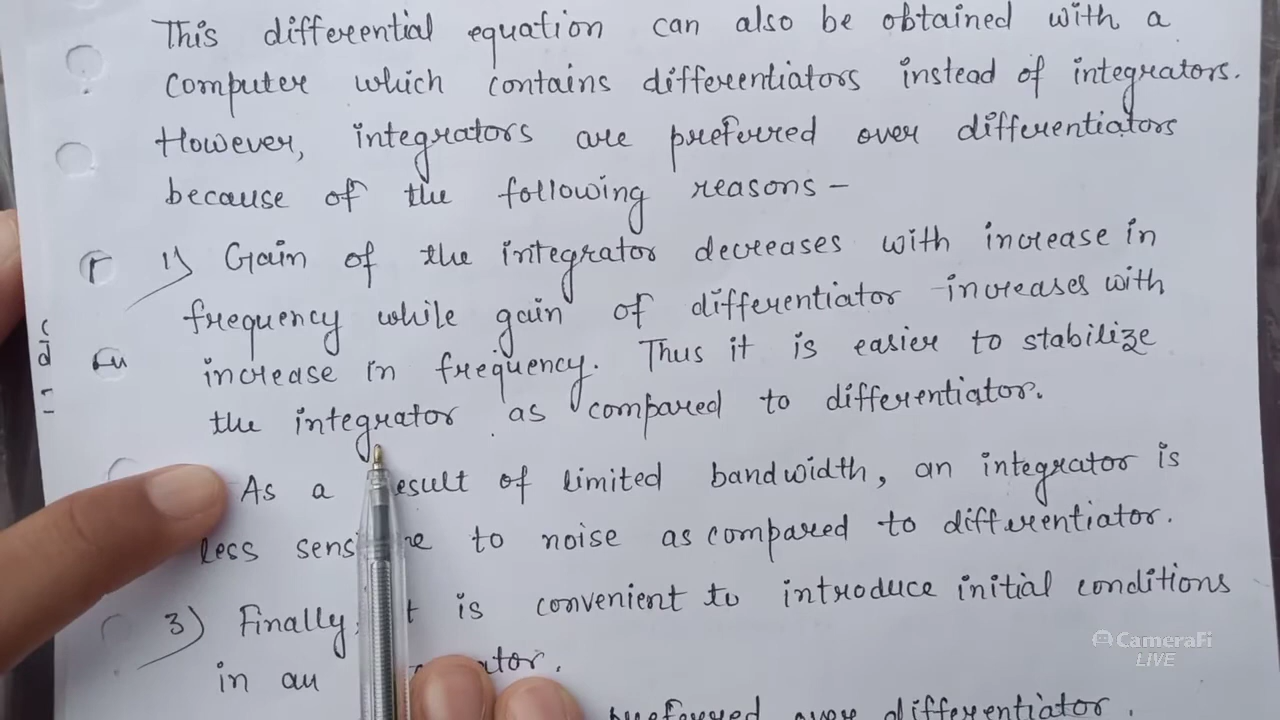 This differential equation can also be obtained with a
computer which contains differentiators instead of integrators.
However, integrators are preferred over differentiators
because of the following reasons –
1) Gain of the integrator decreases with increase in
frequency while gain of differentiator increases with
increase in frequency. Thus it is easier to stabilize
the integrator as compared to differentiator.
As a result of limited bandwidth, an integrator is
less sensitive to noise as compared to differentiator.
3) Finally, it is convenient to introduce initial conditions
in an
preferred over differentiator.
CameraFi
LIVE